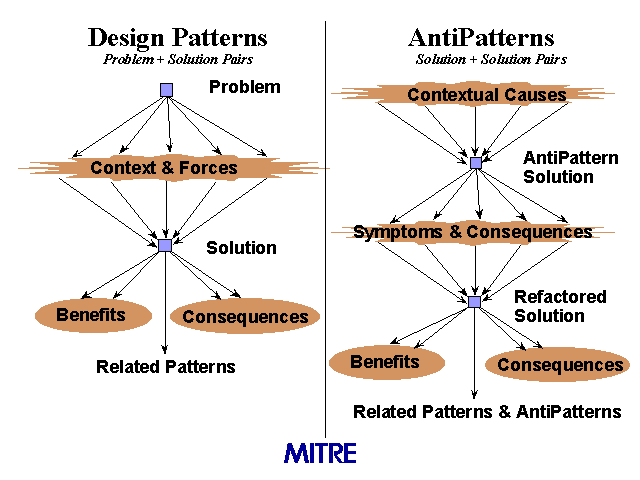 Design Patterns
Problem + Solution Pairs
Problem
Context & Forces
Solution
Benefits
Consequences
Related Patterns
AntiPatterns
Solution + Solution Pairs
Contextual Causes
AntiPattern
Solution
Symptoms & Consequences
Refactored
Solution
Benefits
Consequences
Related Patterns & AntiPatterns
MITRE